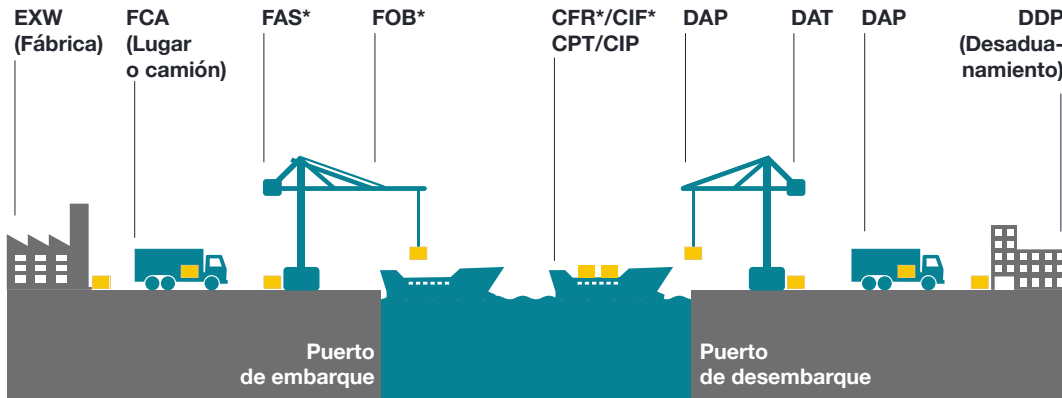 EXW
(Fábrica)
FCA
(Lugar
o camión)
FAS*
FOB*
CFR*/CIF*
CPT/CIP
DAP
DAT
DAP
DDP
(Desadua-
namiento)
Puerto
de embarque
Puerto
de desembarque